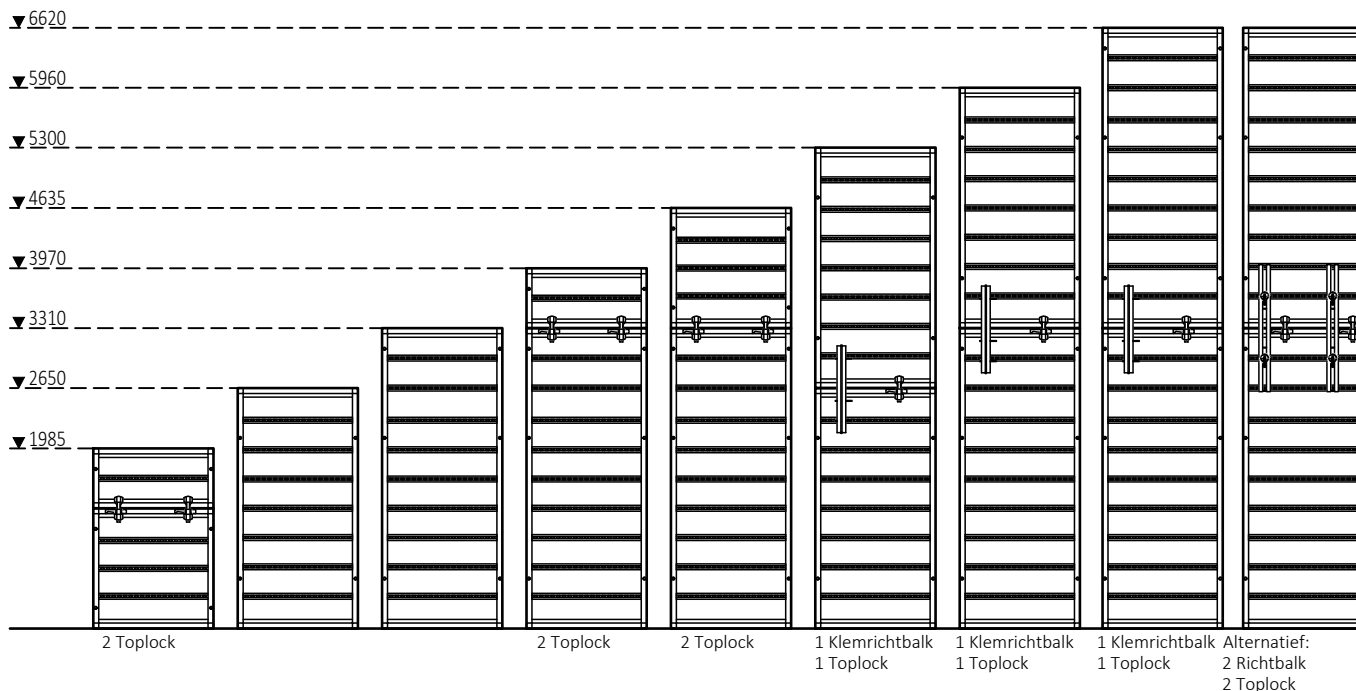 6620
5960
5300
4635
3970
3310
2650
1985
2 Toplock
2 Toplock
2 Toplock
1 Klemrichtbalk
1 Toplock
1 Klemrichtbalk
1 Toplock
1 Klemrichtbalk
1 Toplock
Alternatief:
2 Richtbalk
2 Toplock